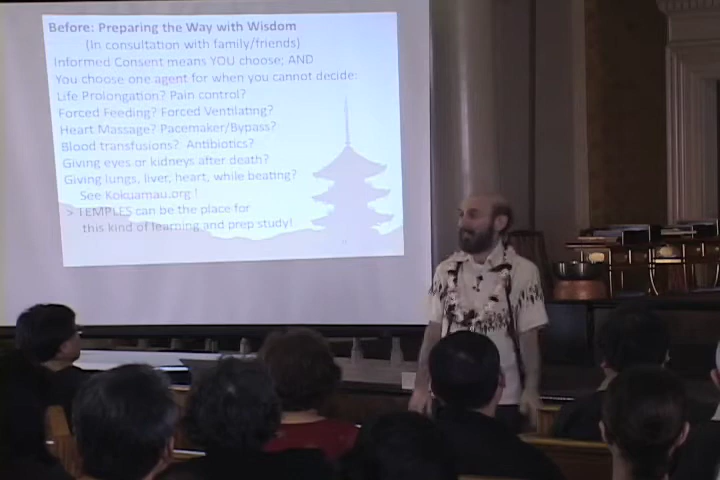 Before: Preparing the Way with Wisdom
(In consultation with family/friends)
Informed Consent means YOU choose; AND
You choose one agent for when you cannot decide:
Life Prolongation? Pain control?
Forced Feeding? Forced Ventilating?
Heart Massage? Pacemaker/Bypass?
Blood transfusions? Antibiotics?
Giving eyes or kidneys after death?
Giving lungs, liver, heart, while beating?
See Kokuamau.org !
> TEMPLES can be the place for
this kind of learning and prep study!